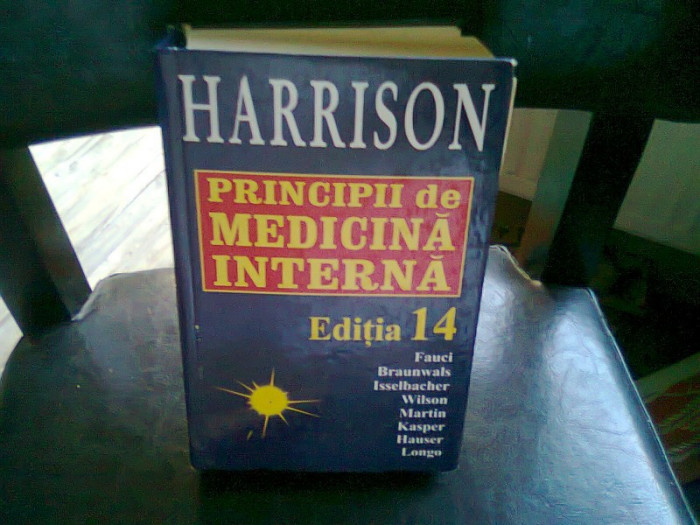 HARRISON
PRINCIPII de
MEDICINĂ
INTERNĂ
Ediția 14
Fauci
Braunwals
Isselbacher
Wilson
Martin
Kasper
Hauser
Longo